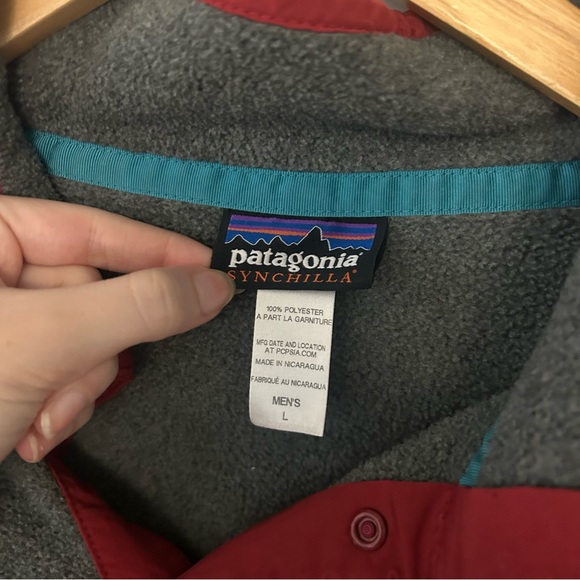 patagonia®
SYNCHILLA®
100% POLYESTER
A PART LA GARNITURE
MFG DATE AND LOCATION
AT PCPSIA.COM
MADE IN NICARAGUA
FABRIQUÉ AU NICARAGUA
MEN'S
L